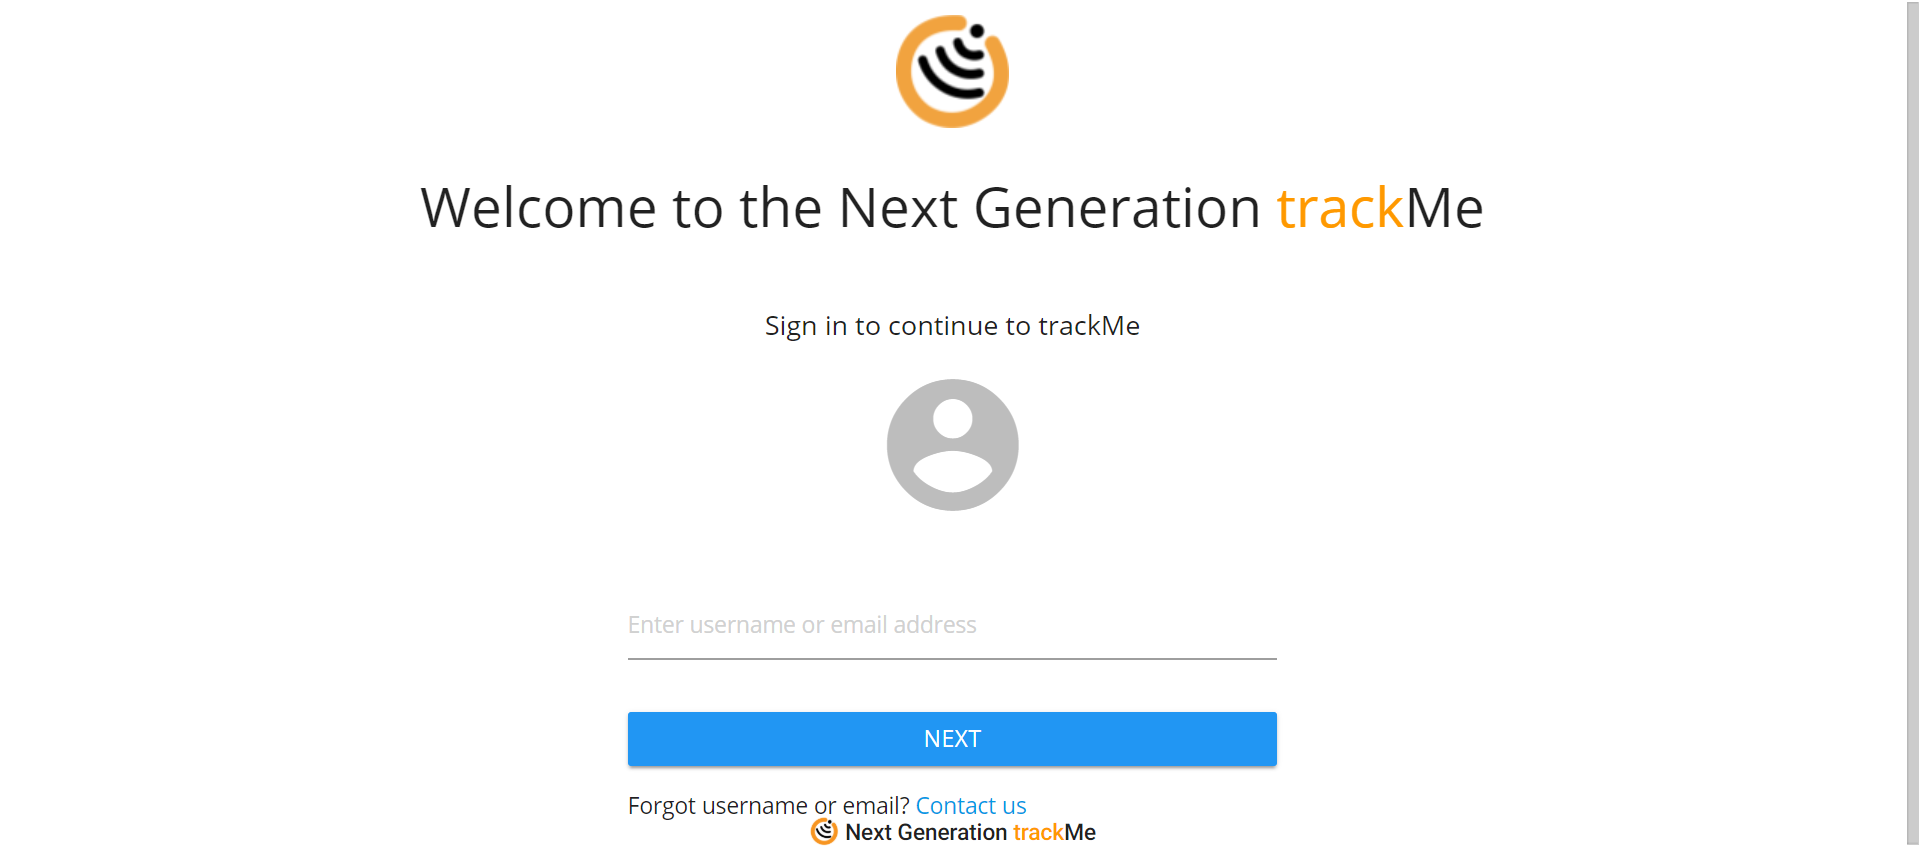 Welcome to the Next Generation trackMe
Sign in to continue to trackMe
Enter username or email address
NEXT
Forgot username or email? Contact us
Next Generation trackMe